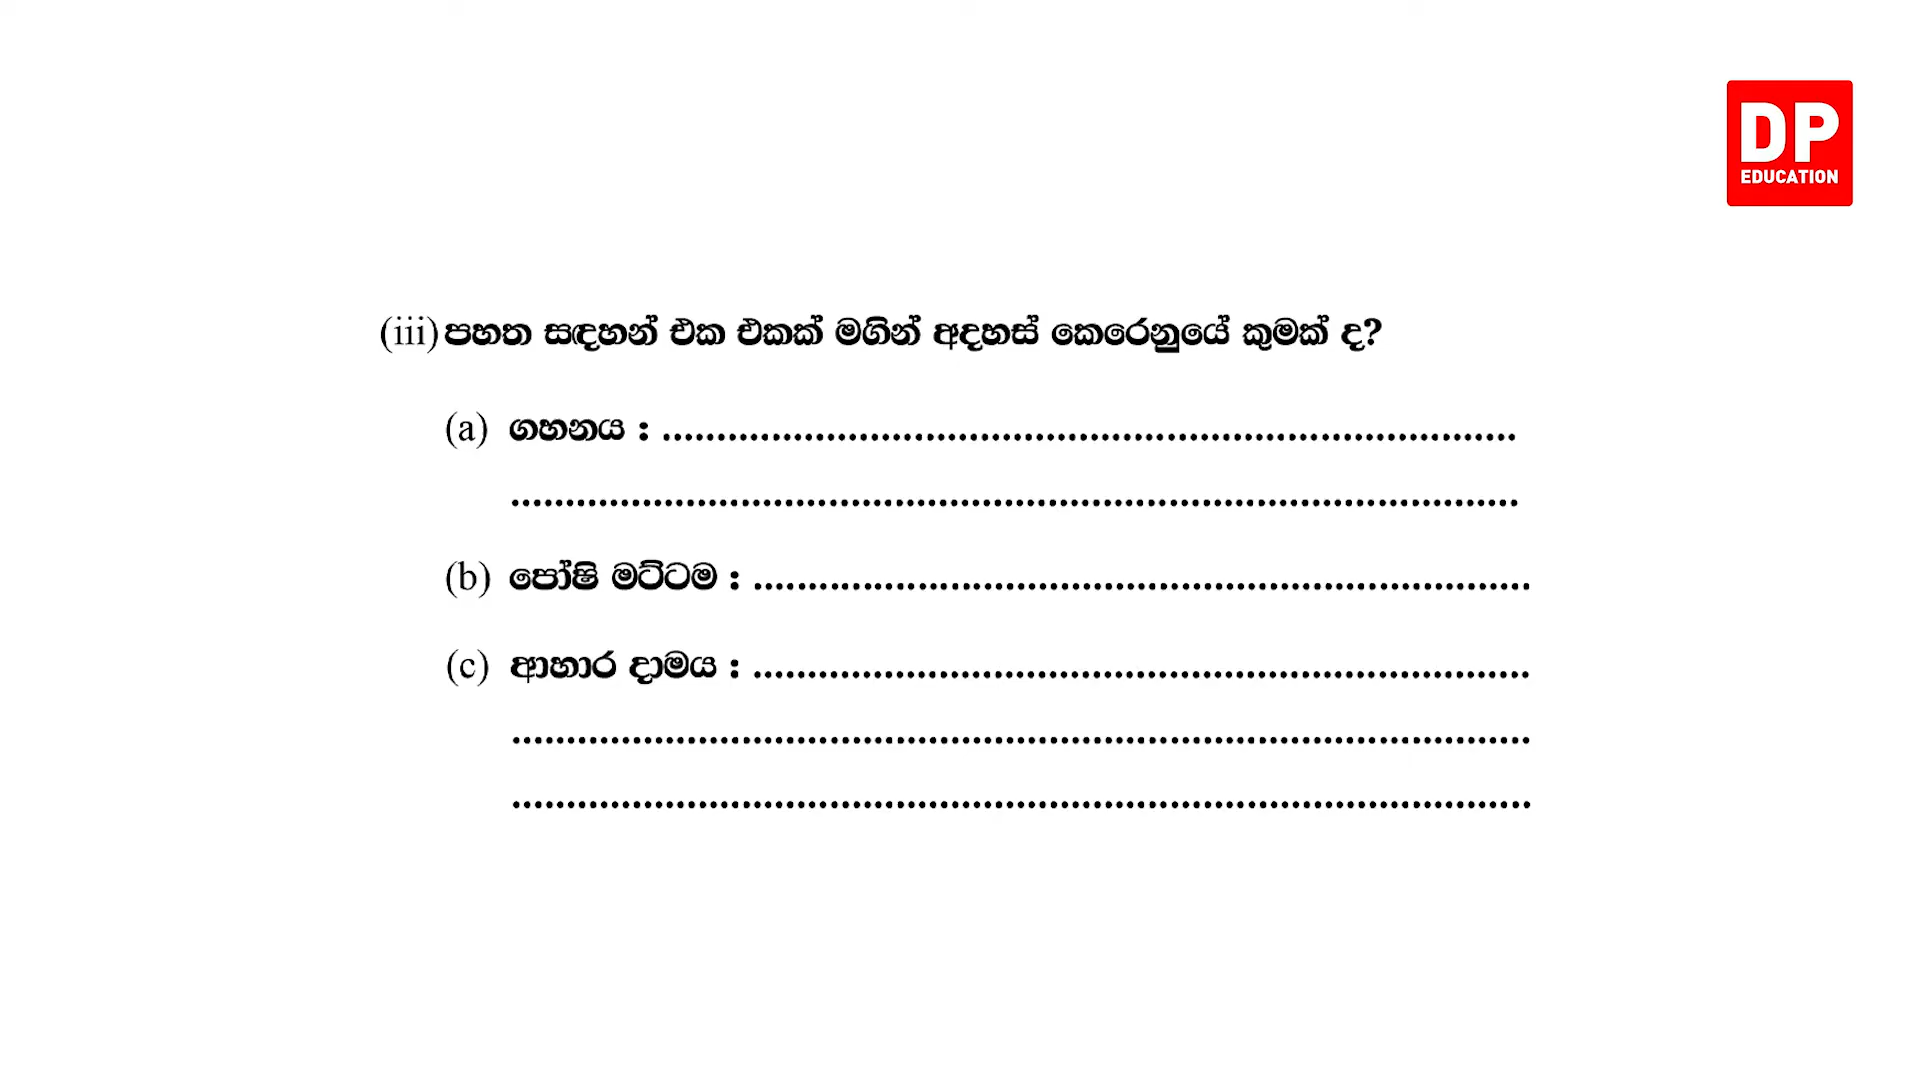 DP
EDUCATION
(iii) පහත සඳහන් එක එකක් මගින් අදහස් කෙරෙනුයේ කුමක් ද?
(a) ගහනය : ..............................................................................
............................................................................................
(b) පෝෂි මට්ටම : .......................................................................
(c) ආහාර දාමය : .......................................................................
.............................................................................................
.............................................................................................